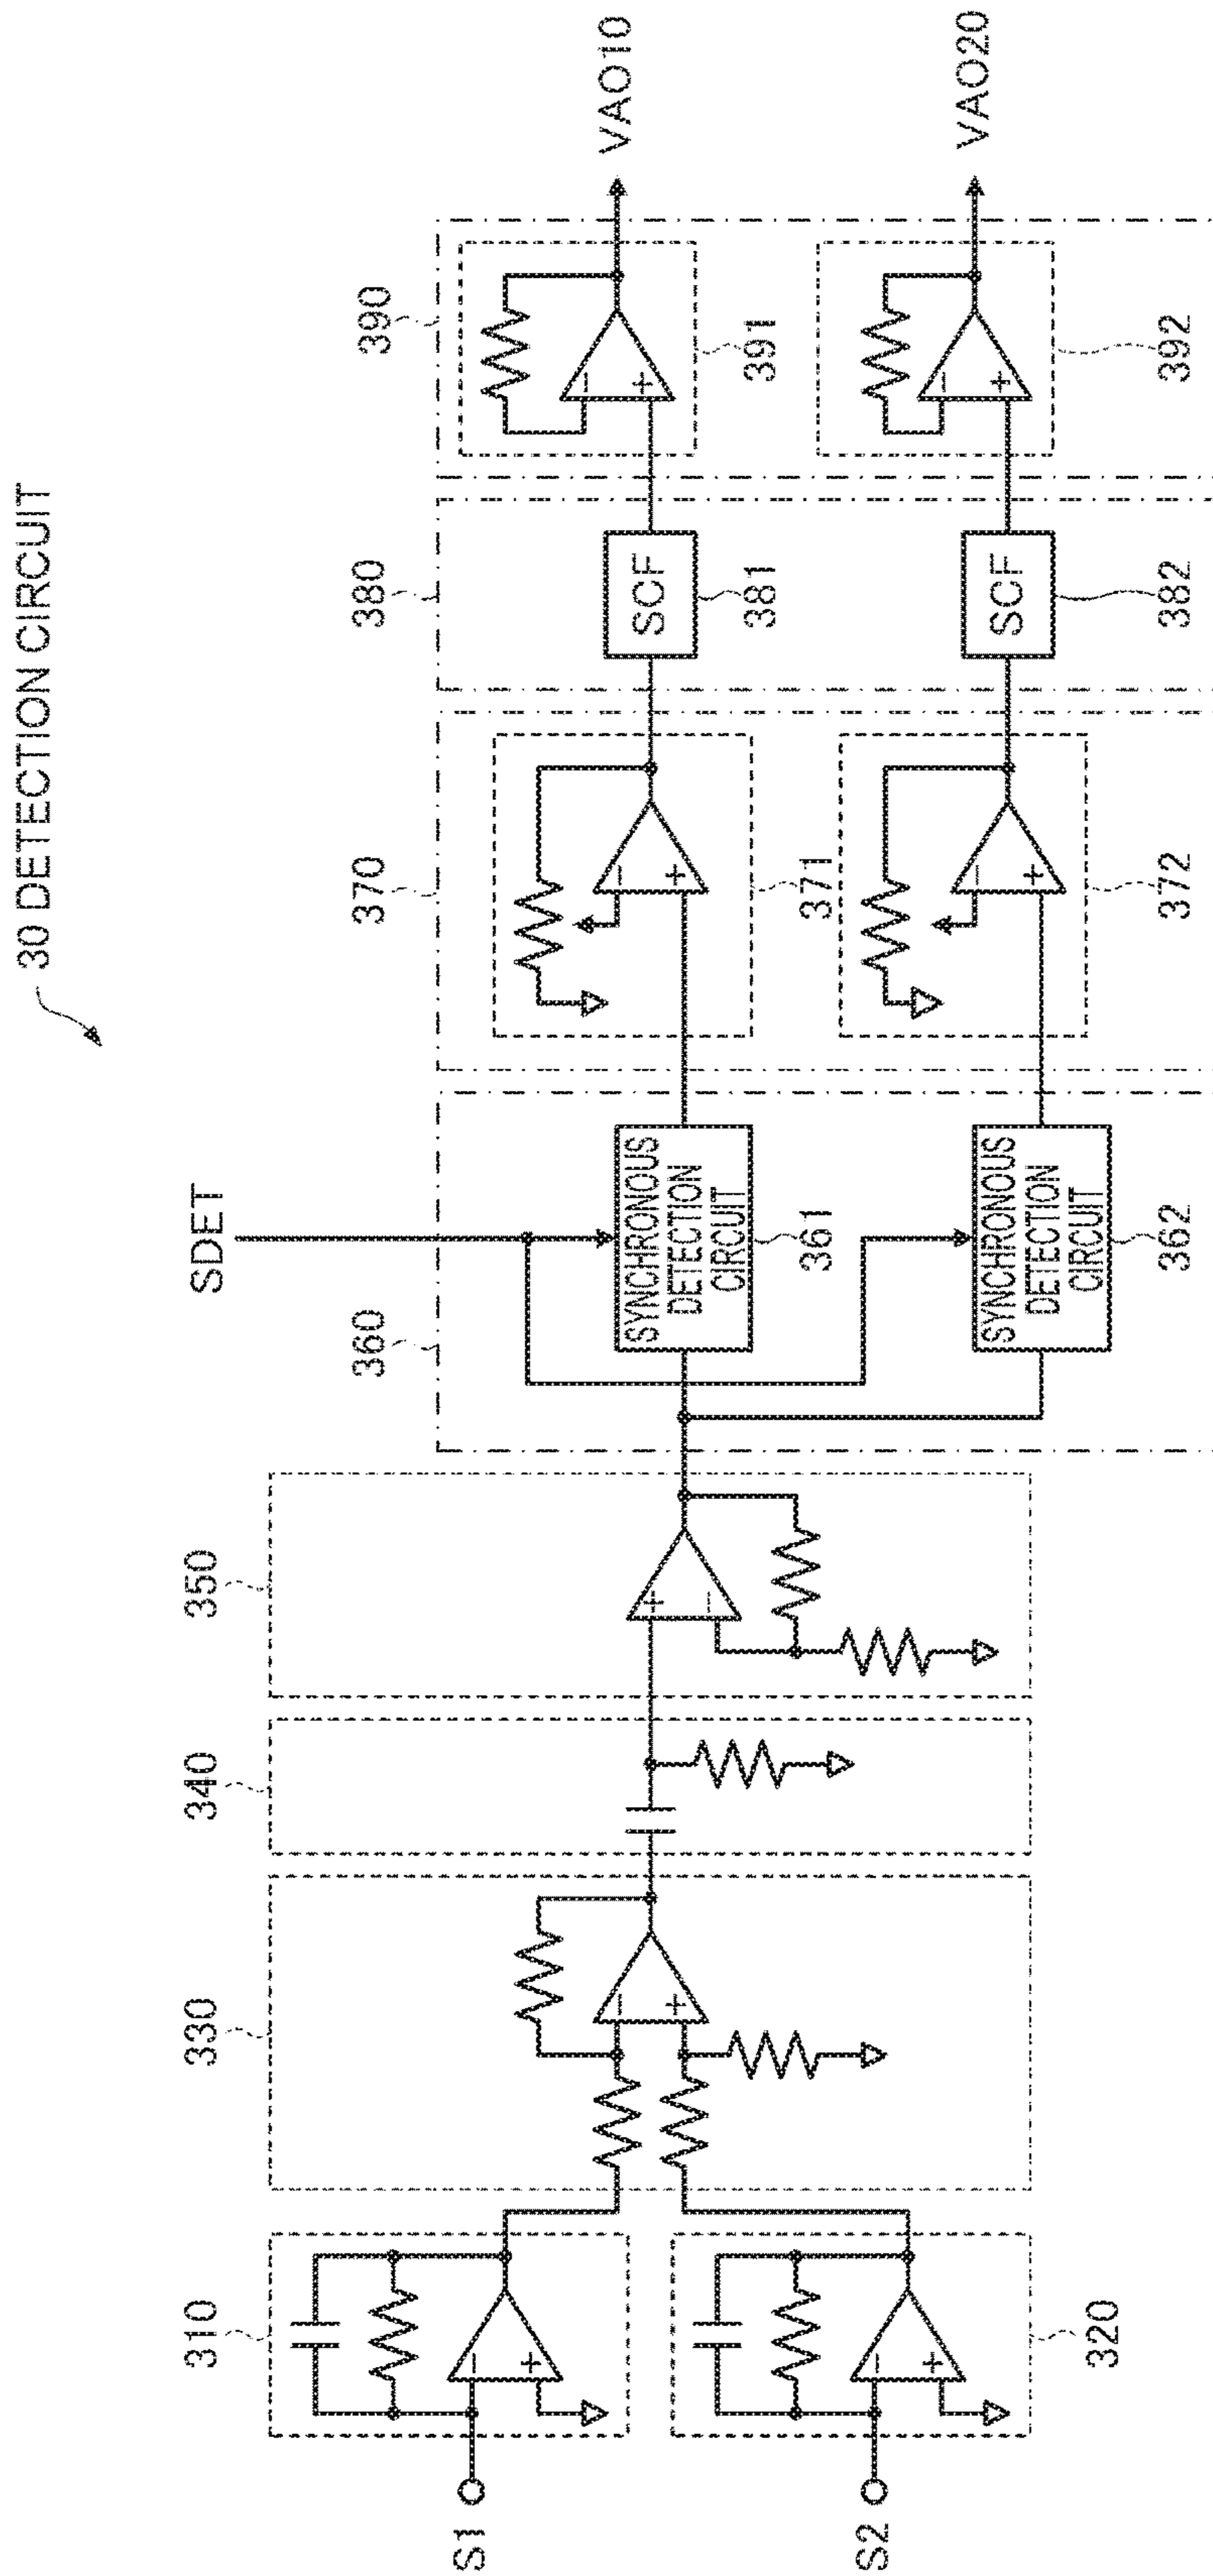 30 DETECTION CIRCUIT
SDET
310
330
340
350
360
370
380
390
S1
S2
−
+
−
+
320
−
+
+
−
SYNCHRONOUS
DETECTION
CIRCUIT
361
−
+
371
SCF
381
−
+
391
VAO10
SYNCHRONOUS
DETECTION
CIRCUIT
362
−
+
372
SCF
382
−
+
392
VAO20